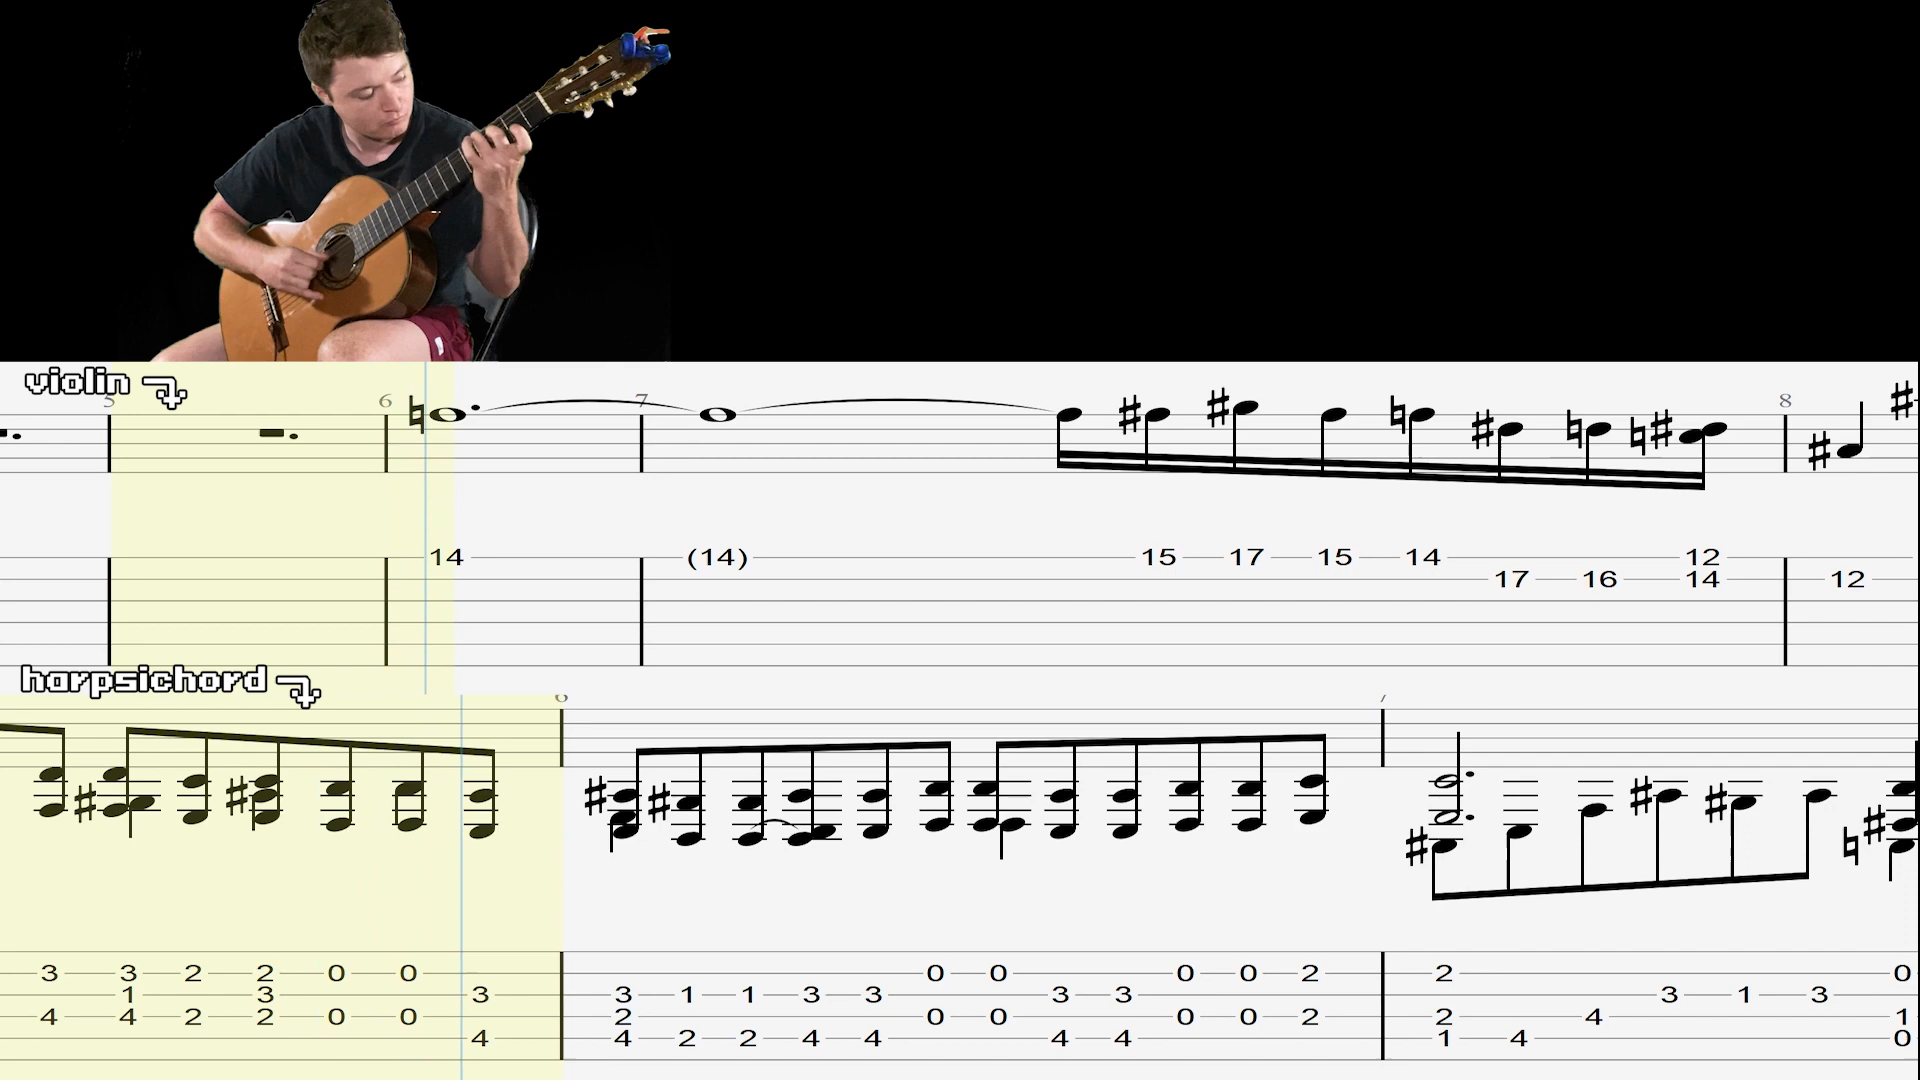 violin
5 6 7 8
14 (14) 15 17 15 14 12
17 16 14 12
harpsichord
6 7
3 3 2 2 0 0 0 0 0 0 2 2 0
1 3 3 3 1 1 3 3 3 3 3 1 3
4 4 2 2 0 0 2 0 0 0 0 2 2 4 1
4 4 2 2 4 4 4 4 1 4 0